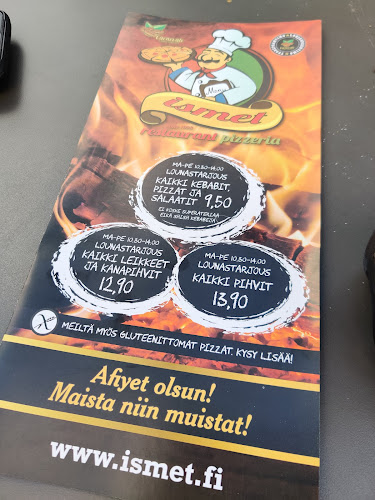 ismet
restaurant pizzeria
MA-PE 10.30-14.00
LOUNASTARJOUS
KAIKKI KEBABIT,
PIZZAT JA
SALAATIT 9,50
MA-PE 10.30-14.00
LOUNASTARJOUS
KAIKKI LEIKKEET
JA KANAPIHVIT
12,90
MA-PE 10.30-14.00
LOUNASTARJOUS
KAIKKI PIHVIT
13,90
MEILTÄ MYÖS GLUTEENITTOMAT PIZZAT. KYSY LISÄÄ!
Afiyet olsun!
Maista niin muistat!
www.ismet.fi